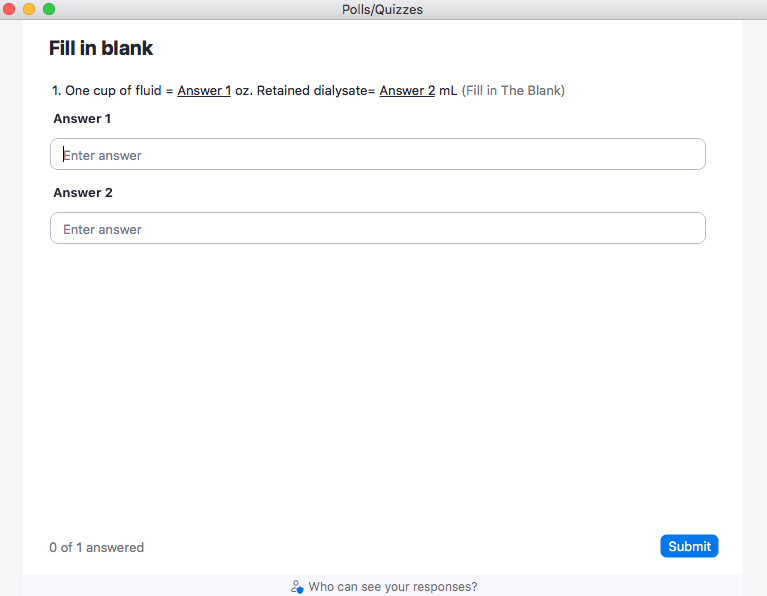 Polls/Quizzes
Fill in blank
1. One cup of fluid = Answer 1 oz. Retained dialysate= Answer 2 mL (Fill in The Blank)
Answer 1
Enter answer
Answer 2
Enter answer
0 of 1 answered
Submit
Who can see your responses?